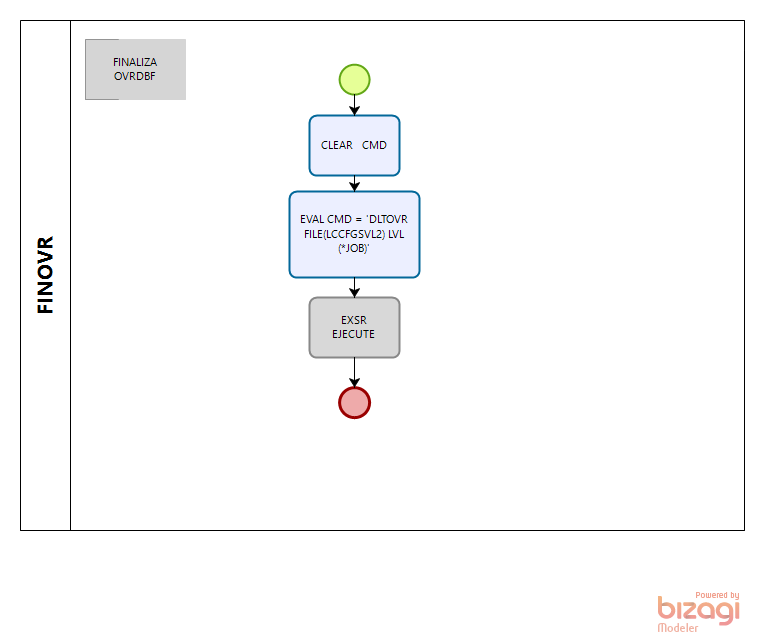 FINALIZA
OVRDBF
CLEAR CMD
EVAL CMD = 'DLTOVR
FILE(LCCFGSVL2) LVL
(*JOB)'
EXSR
EJECUTE
FINOVR
Powered by
bizagi
Modeler